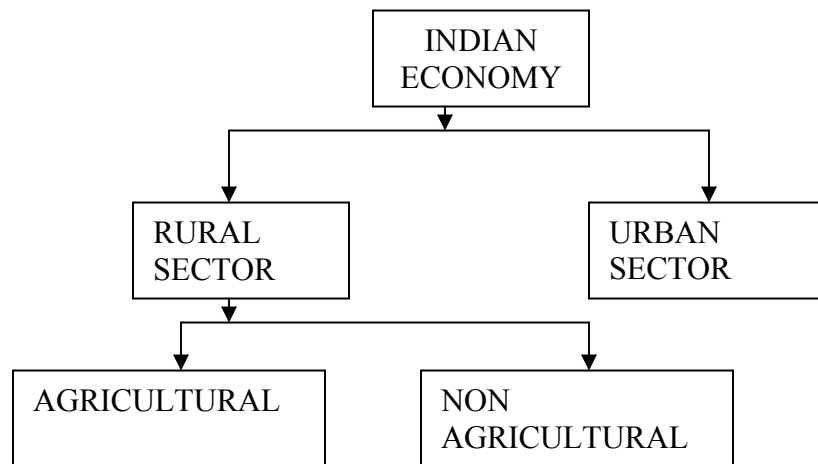 INDIAN
ECONOMY
RURAL
SECTOR
URBAN
SECTOR
AGRICULTURAL
NON
AGRICULTURAL